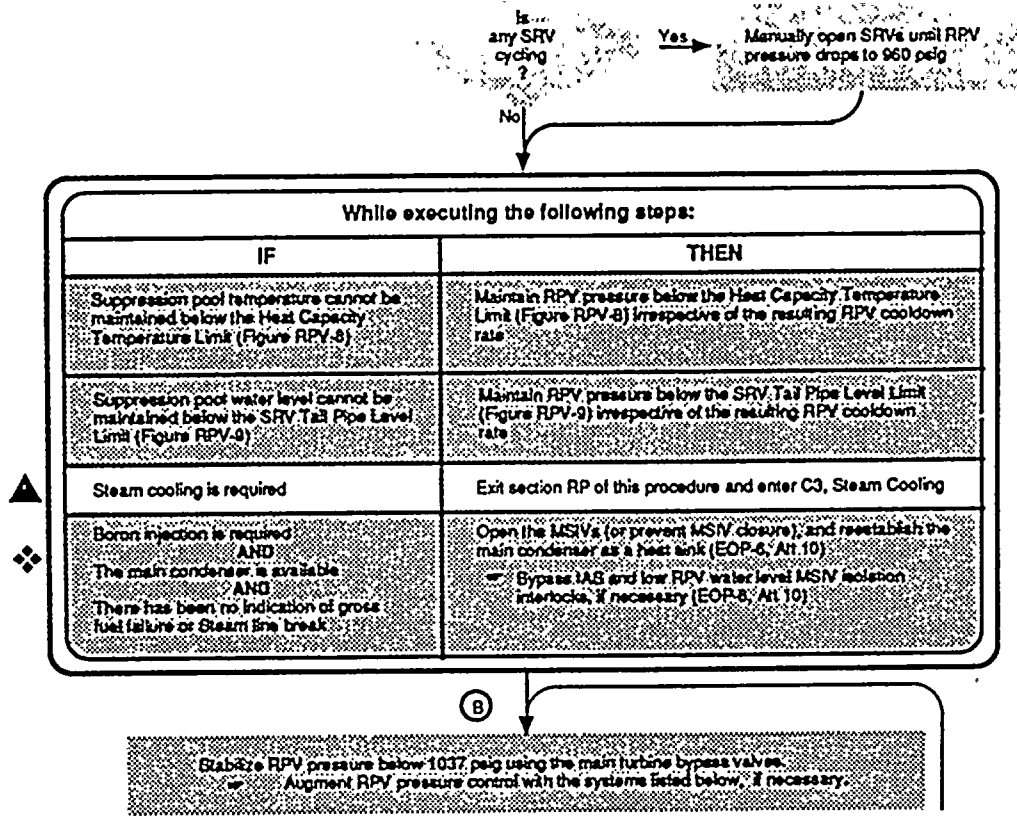 Is
any SRV
cycling
?
Yes
Manually open SRVs until RPV
pressure drops to 960 psig
No
While executing the following steps:
IF
THEN
Suppression pool temperature cannot be
maintained below the Heat Capacity
Temperature Limit (Figure RPV-8)
Maintain RPV pressure below the Heat Capacity Temperature
Limit (Figure RPV-8) irrespective of the resulting RPV cooldown
rate
Suppression pool water level cannot be
maintained below the SRV Tail Pipe Level
Limit (Figure RPV-9)
Maintain RPV pressure below the SRV Tail Pipe Level Limit
(Figure RPV-9) irrespective of the resulting RPV cooldown
rate
Steam cooling is required
Exit section RP of this procedure and enter C3, Steam Cooling
Boron injection is required
AND
The main condenser is available
AND
There has been no indication of gross
fuel failure or Steam line break
Open the MSIVs (or prevent MSIV closure), and reestablish the
main condenser as a heat sink (EOP-6, Att 10)
Bypass IAS and low RPV water level MSIV isolation
interlocks, if necessary (EOP-6, Att 10)
B
Stabilize RPV pressure below 1037 psig using the main turbine bypass valves.
Augment RPV pressure control with the systems listed below, if necessary.